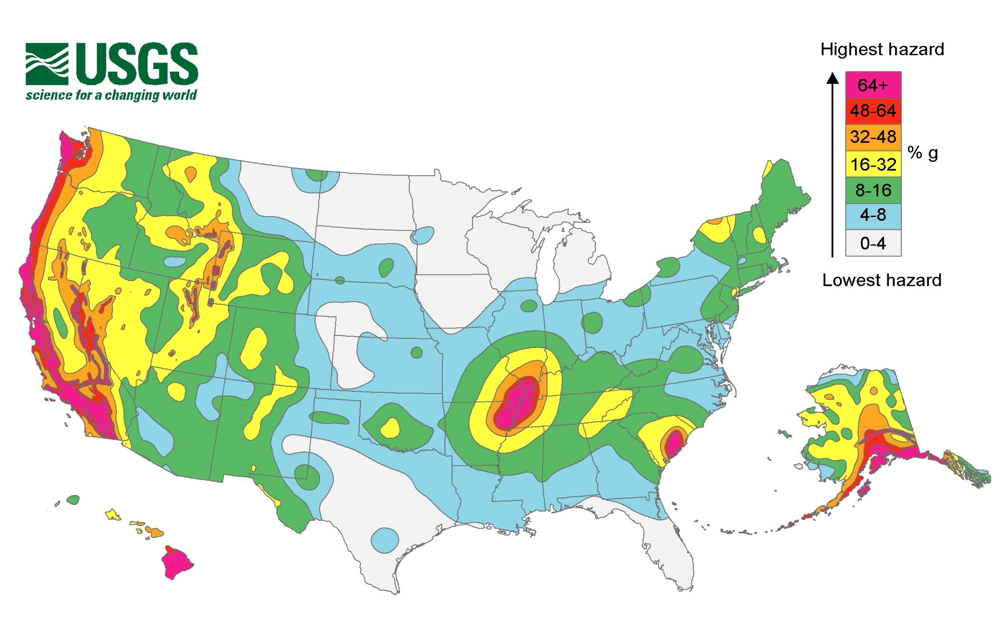 USGS
science for a changing world
Highest hazard
64+
48-64
32-48
% g
16-32
8-16
4-8
0-4
Lowest hazard